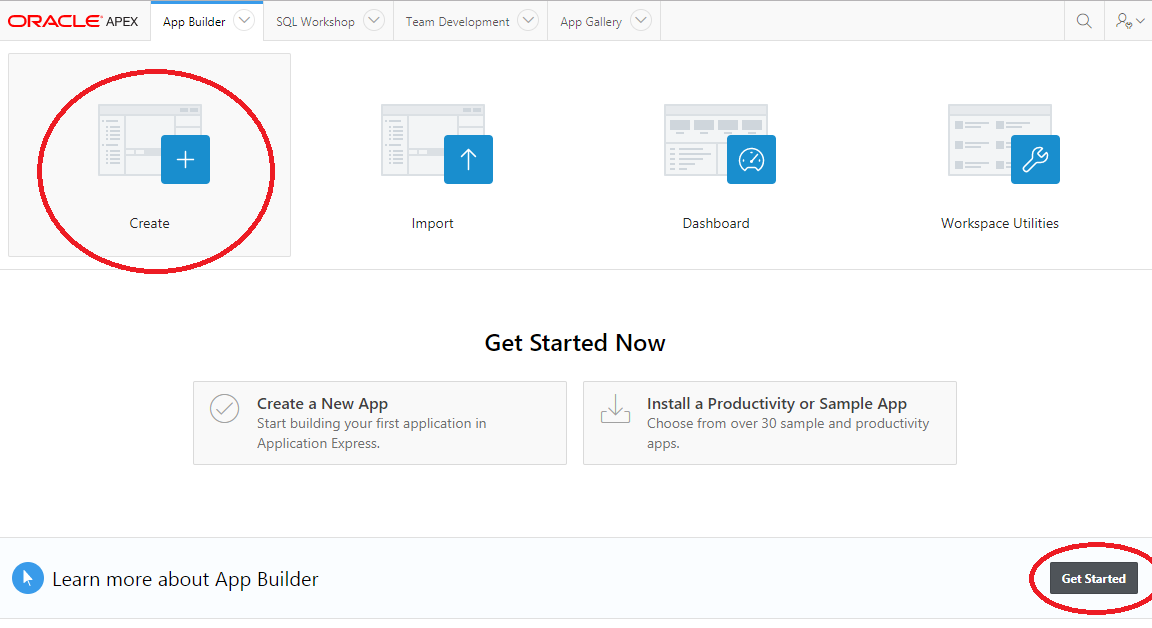 ORACLE APEX App Builder SQL Workshop Team Development App Gallery
Create Import Dashboard Workspace Utilities
Get Started Now
Create a New App
Start building your first application in
Application Express.
Install a Productivity or Sample App
Choose from over 30 sample and productivity
apps.
Learn more about App Builder Get Started